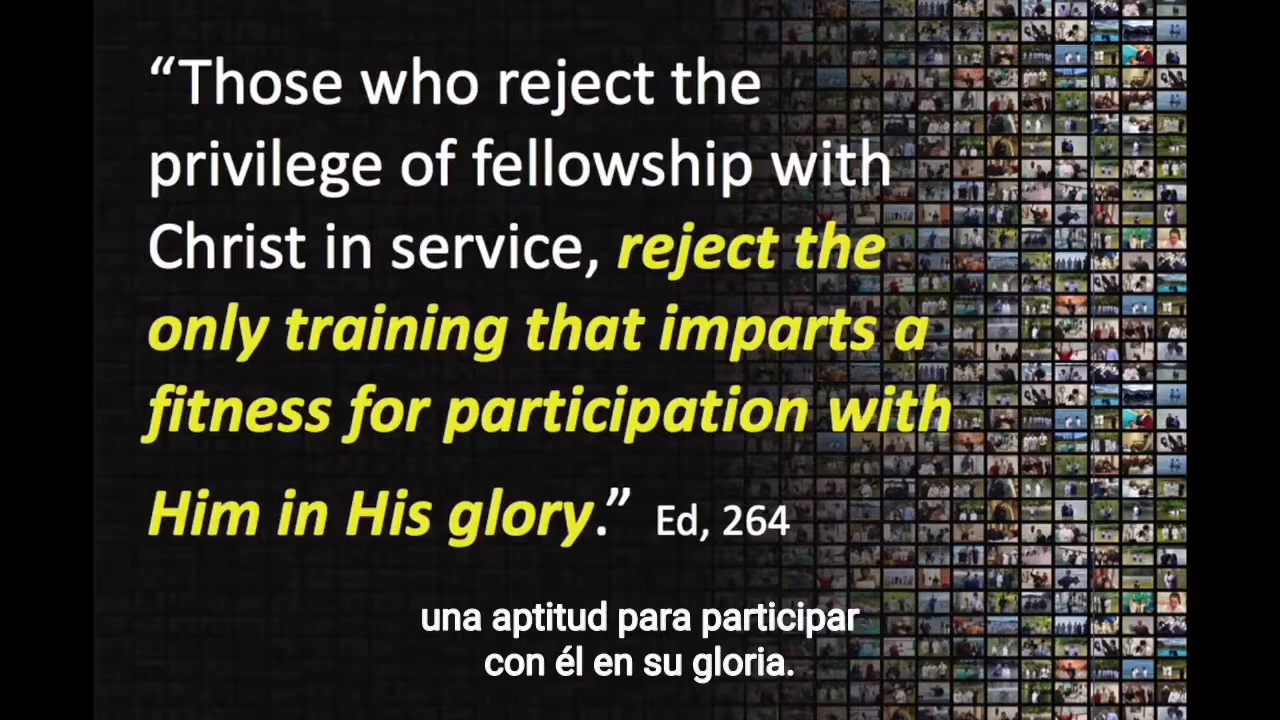 “Those who reject the
privilege of fellowship with
Christ in service, reject the
only training that imparts a
fitness for participation with
Him in His glory.” Ed, 264
una aptitud para participar
con él en su gloria.